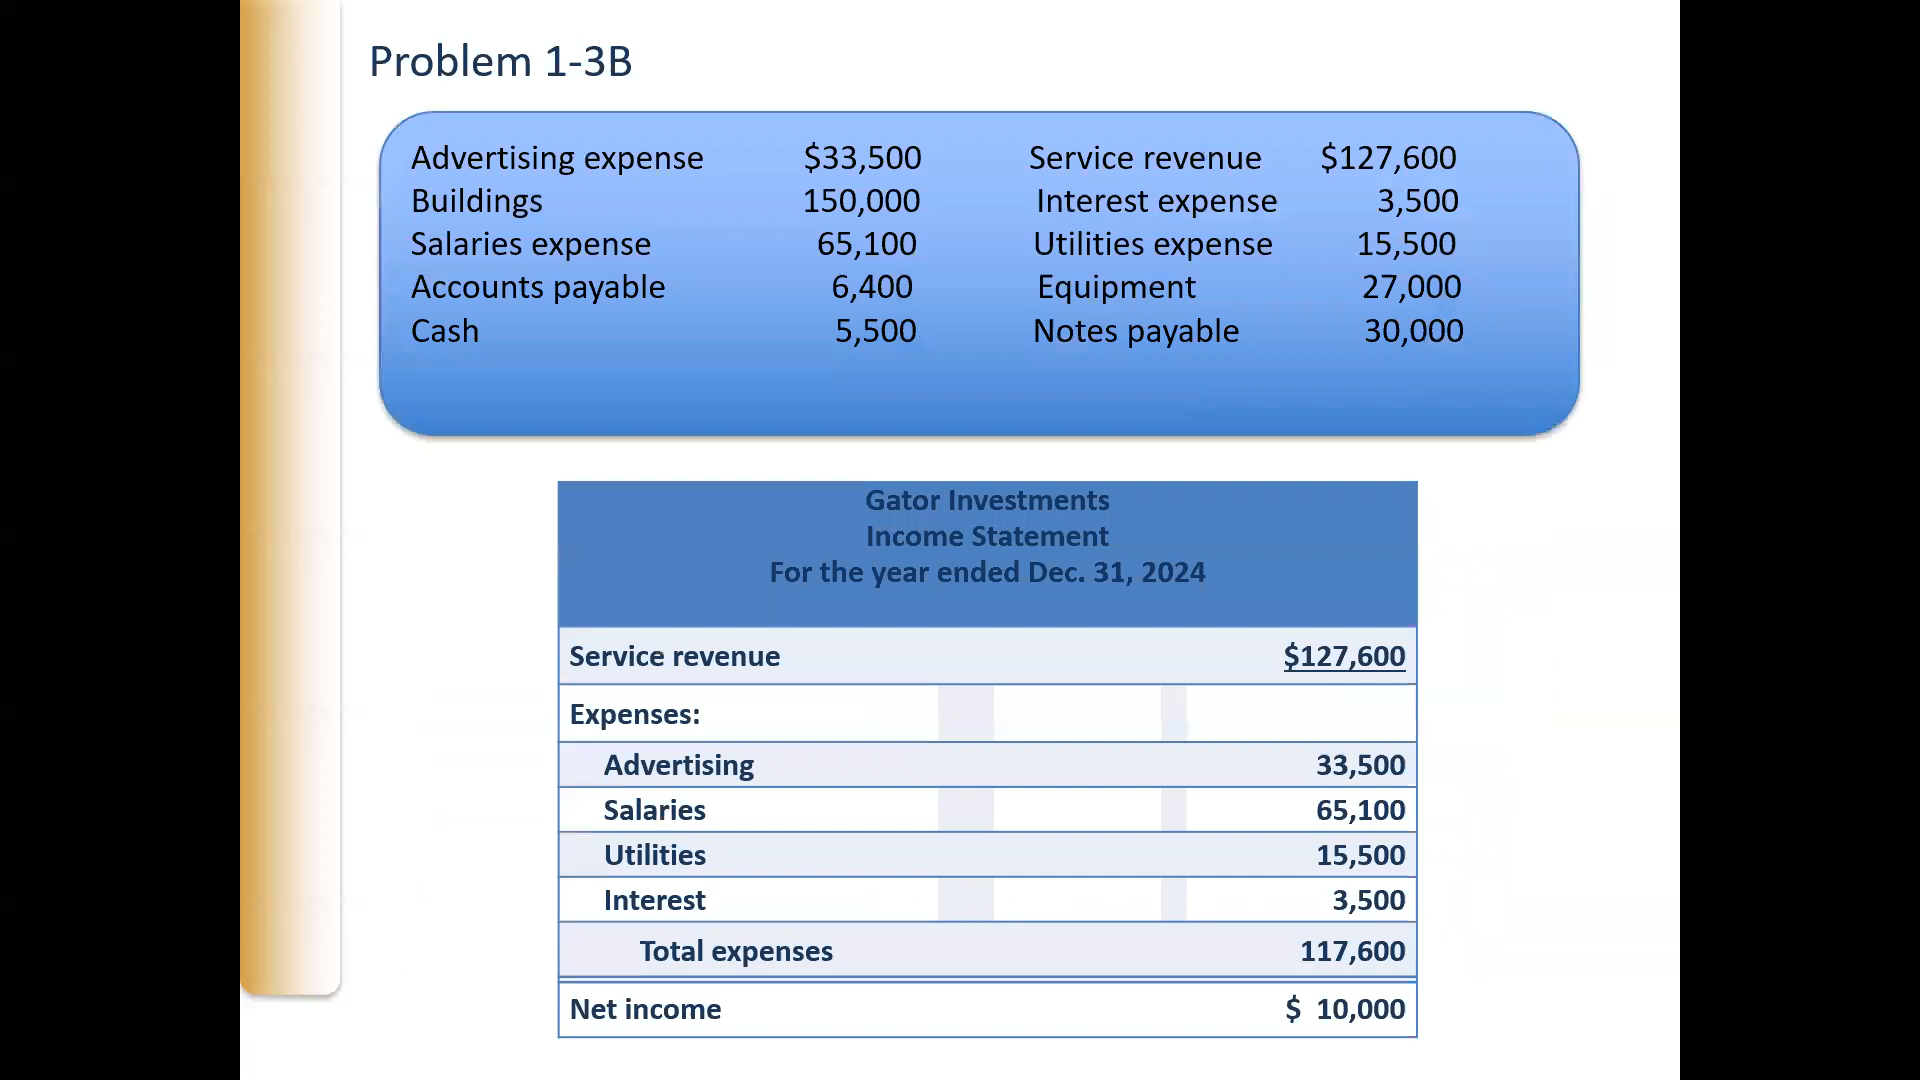 Problem 1-3B
Advertising expense $33,500 Service revenue $127,600
Buildings 150,000 Interest expense 3,500
Salaries expense 65,100 Utilities expense 15,500
Accounts payable 6,400 Equipment 27,000
Cash 5,500 Notes payable 30,000
Gator Investments
Income Statement
For the year ended Dec. 31, 2024
Service revenue $127,600
Expenses:
Advertising 33,500
Salaries 65,100
Utilities 15,500
Interest 3,500
Total expenses 117,600
Net income $ 10,000